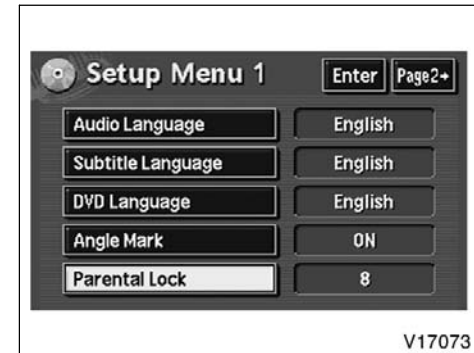 Setup Menu 1 Enter Page2→
Audio Language English
Subtitle Language English
DVD Language English
Angle Mark ON
Parental Lock 8
V17073